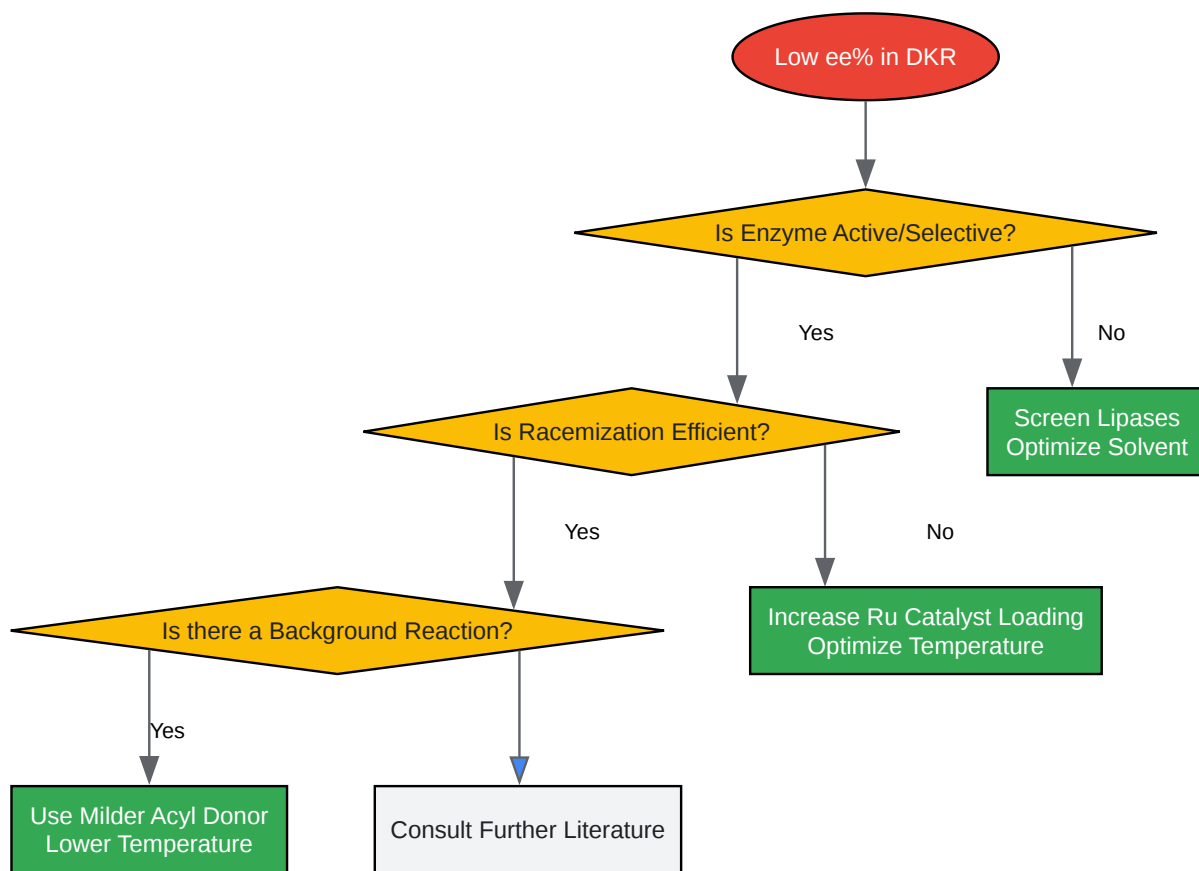 Low ee% in DKR
Is Enzyme Active/Selective?
Yes
No
Screen Lipases
Optimize Solvent
Is Racemization Efficient?
Yes
No
Increase Ru Catalyst Loading
Optimize Temperature
Is there a Background Reaction?
Yes
Use Milder Acyl Donor
Lower Temperature
Consult Further Literature